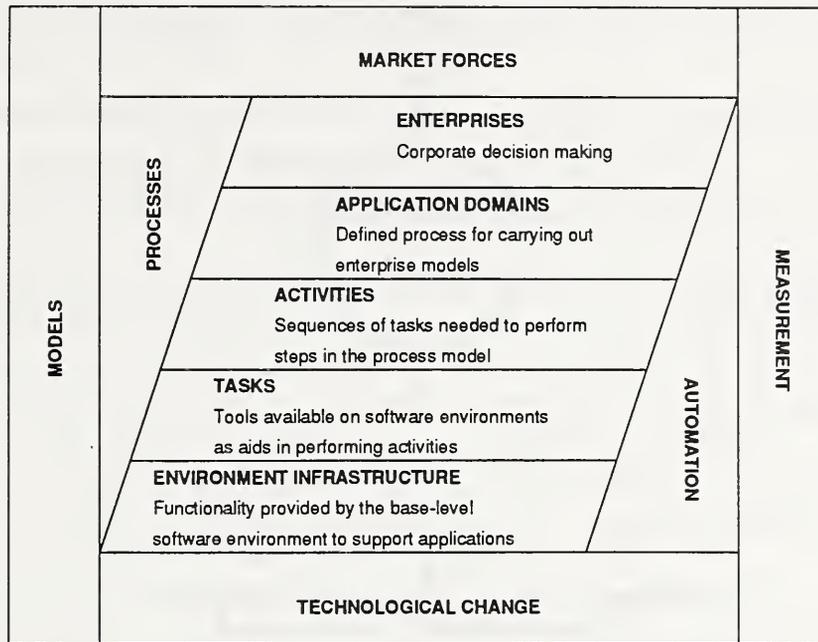 MARKET FORCES
PROCESSES
ENTERPRISES
Corporate decision making
APPLICATION DOMAINS
Defined process for carrying out
enterprise models
MODELS
ACTIVITIES
Sequences of tasks needed to perform
steps in the process model
MEASUREMENT
TASKS
Tools available on software environments
as aids in performing activities
AUTOMATION
ENVIRONMENT INFRASTRUCTURE
Functionality provided by the base-level
software environment to support applications
TECHNOLOGICAL CHANGE